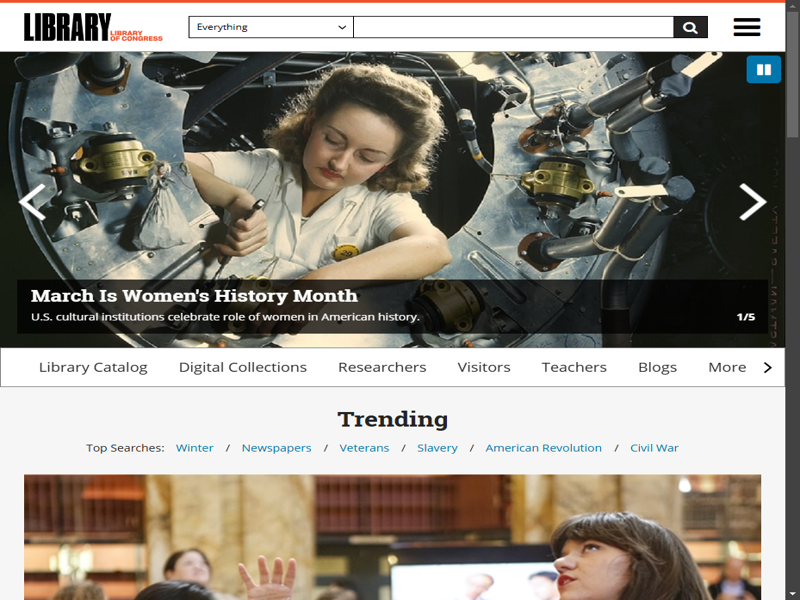 LIBRARY
LIBRARY
OF CONGRESS
Everything
March Is Women's History Month
U.S. cultural institutions celebrate role of women in American history.
1/5
Library Catalog
Digital Collections
Researchers
Visitors
Teachers
Blogs
More
Trending
Top Searches: Winter / Newspapers / Veterans / Slavery / American Revolution / Civil War